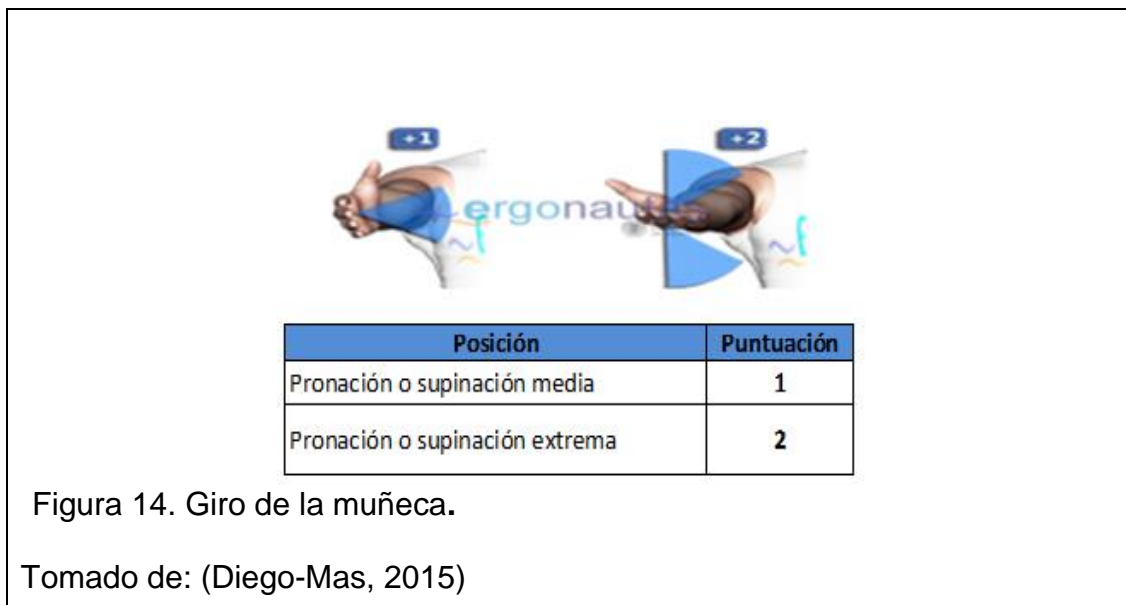 +1 +2
ergonau
Posición Puntuación
Pronación o supinación media 1
Pronación o supinación extrema 2
Figura 14. Giro de la muñeca.
Tomado de: (Diego-Mas, 2015)